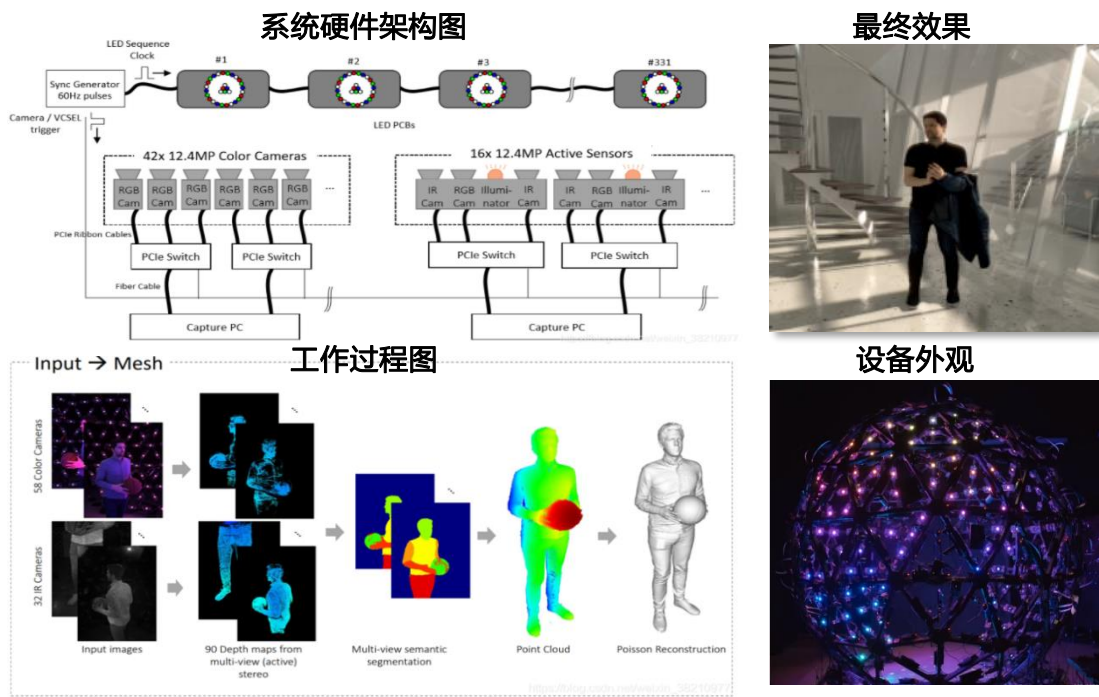 系统硬件架构图
最终效果
LED Sequence
Clock
#1
#2
#3
#331
Sync Generator
60Hz pulses
Camera / VCSEL
trigger
LED PCBs
42x 12.4MP Color Cameras
16x 12.4MP Active Sensors
RGB
Cam
RGB
Cam
RGB
Cam
RGB
Cam
RGB
Cam
RGB
Cam
...
IR
Cam
RGB
Cam
Illumi-
nator
IR
Cam
IR
Cam
RGB
Cam
Illumi-
nator
IR
Cam
...
PCIe Ribbon Cables
PCIe Switch
PCIe Switch
PCIe Switch
PCIe Switch
Fiber Cable
Capture PC
Capture PC
工作过程图
设备外观
Input → Mesh
58 Color Cameras
32 IR Cameras
...
...
...
...
...
Input images
90 Depth maps from
multi-view (active)
stereo
Multi-view semantic
segmentation
Point Cloud
Poisson Reconstruction